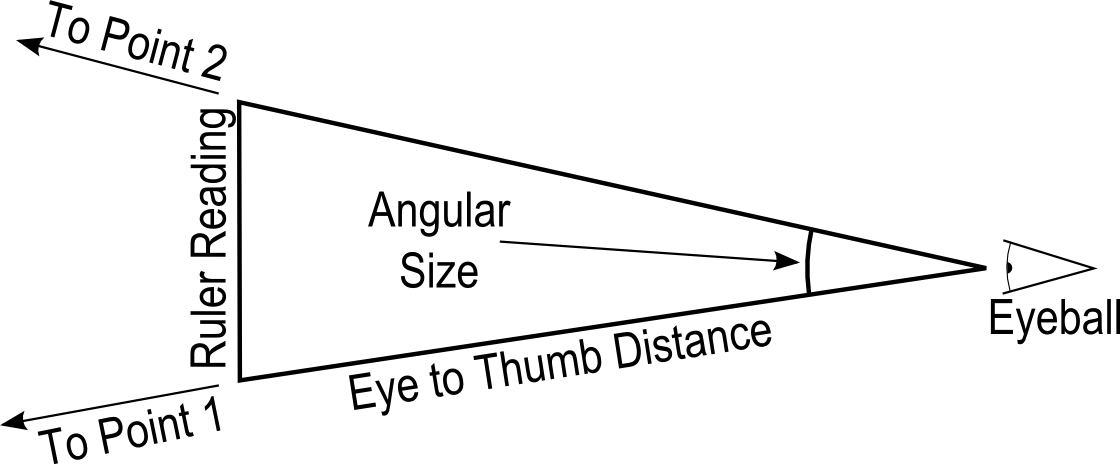 To Point 2
Ruler Reading
Angular
Size
Eyeball
Eye to Thumb Distance
To Point 1